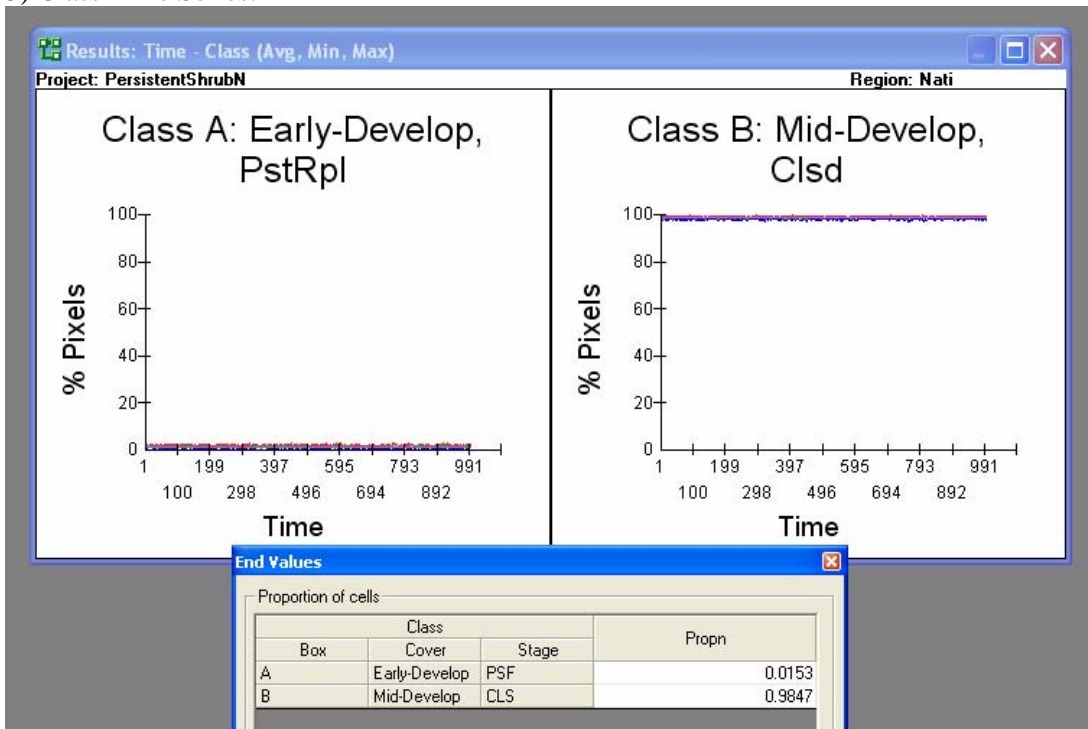 Results: Time - Class (Avg, Min, Max)
Project: PersistentShrubN
Region: Nati
Class A: Early-Develop,
PstRpl
100
80
60
40
20
0
% Pixels
1 199 397 595 793 991
100 298 496 694 892
Time
Class B: Mid-Develop,
Clsd
100
80
60
40
20
0
% Pixels
1 199 397 595 793 991
100 298 496 694 892
Time
End Values
Proportion of cells
Class
Propn
Box Cover Stage
A Early-Develop PSF 0.0153
B Mid-Develop CLS 0.9847